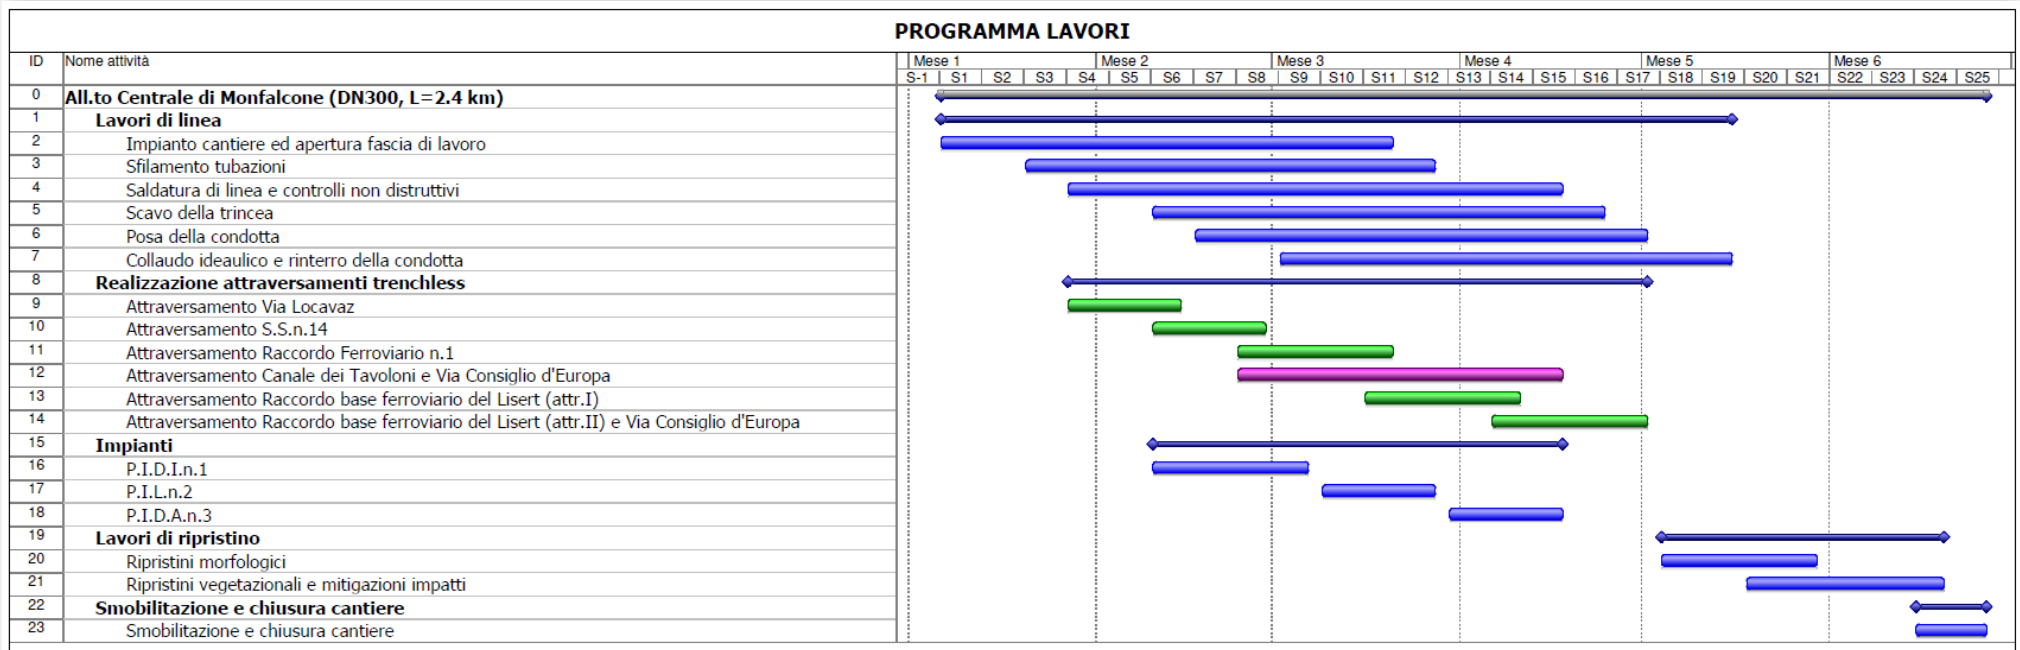 PROGRAMMA LAVORI
ID Nome attività Mese 1 Mese 2 Mese 3 Mese 4 Mese 5 Mese 6
S-1 S1 S2 S3 S4 S5 S6 S7 S8 S9 S10 S11 S12 S13 S14 S15 S16 S17 S18 S19 S20 S21 S22 S23 S24 S25
0 All.to Centrale di Monfalcone (DN300, L=2.4 km)
1 Lavori di linea
2 Impianto cantiere ed apertura fascia di lavoro
3 Sfilamento tubazioni
4 Saldatura di linea e controlli non distruttivi
5 Scavo della trincea
6 Posa della condotta
7 Collaudo ideaulico e rinterro della condotta
8 Realizzazione attraversamenti trenchless
9 Attraversamento Via Locavaz
10 Attraversamento S.S.n.14
11 Attraversamento Raccordo Ferroviario n.1
12 Attraversamento Canale dei Tavoloni e Via Consiglio d'Europa
13 Attraversamento Raccordo base ferroviario del Lisert (attr.I)
14 Attraversamento Raccordo base ferroviario del Lisert (attr.II) e Via Consiglio d'Europa
15 Impianti
16 P.I.D.I.n.1
17 P.I.L.n.2
18 P.I.D.A.n.3
19 Lavori di ripristino
20 Ripristini morfologici
21 Ripristini vegetazionali e mitigazioni impatti
22 Smobilitazione e chiusura cantiere
23 Smobilitazione e chiusura cantiere